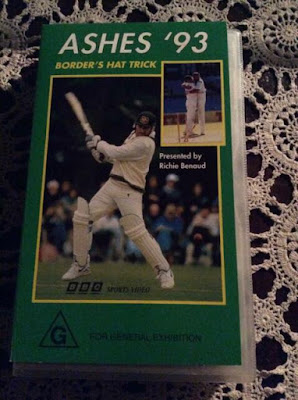 ASHES '93
BORDER'S HAT TRICK
Presented by
Richie Benaud
BBC
G
FOR GENERAL EXHIBITION